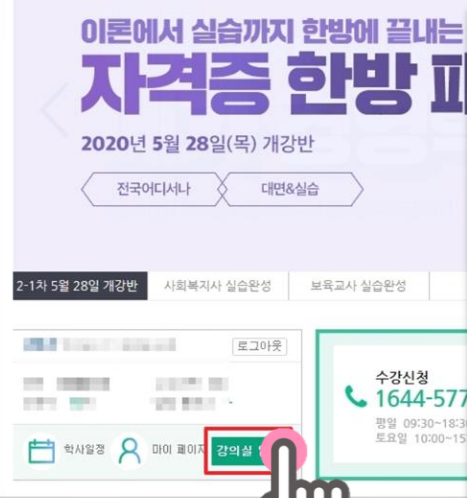 이론에서 실습까지 한방에 끝내는
자격증 한방
2020년 5월 28일(목) 개강반
전국어디서나 대면&실습
2-1차 5월 28일 개강반 사회복지사 실습완성 보육교사 실습완성
로그아웃
학사일정 마이 페이지 강의실
수강신청
1644-577
평일 09:30~18:30
토요일 10:00~15